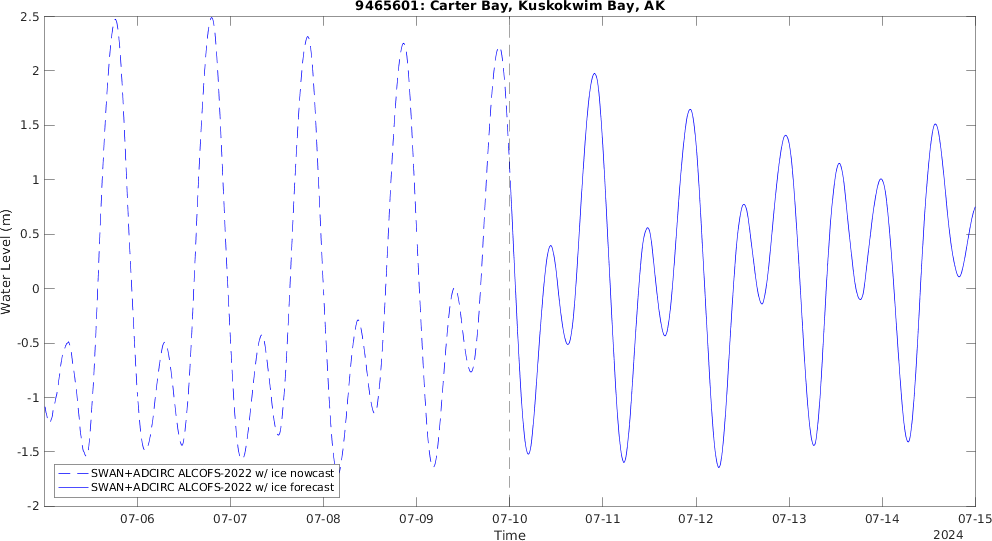 9465601: Carter Bay, Kuskokwim Bay, AK
2.5
2
1.5
1
0.5
0
-0.5
-1
-1.5
-2
Water Level (m)
SWAN+ADCIRC ALCOFS-2022 w/ ice nowcast
SWAN+ADCIRC ALCOFS-2022 w/ ice forecast
07-06 07-07 07-08 07-09 07-10 07-11 07-12 07-13 07-14 07-15
Time
2024